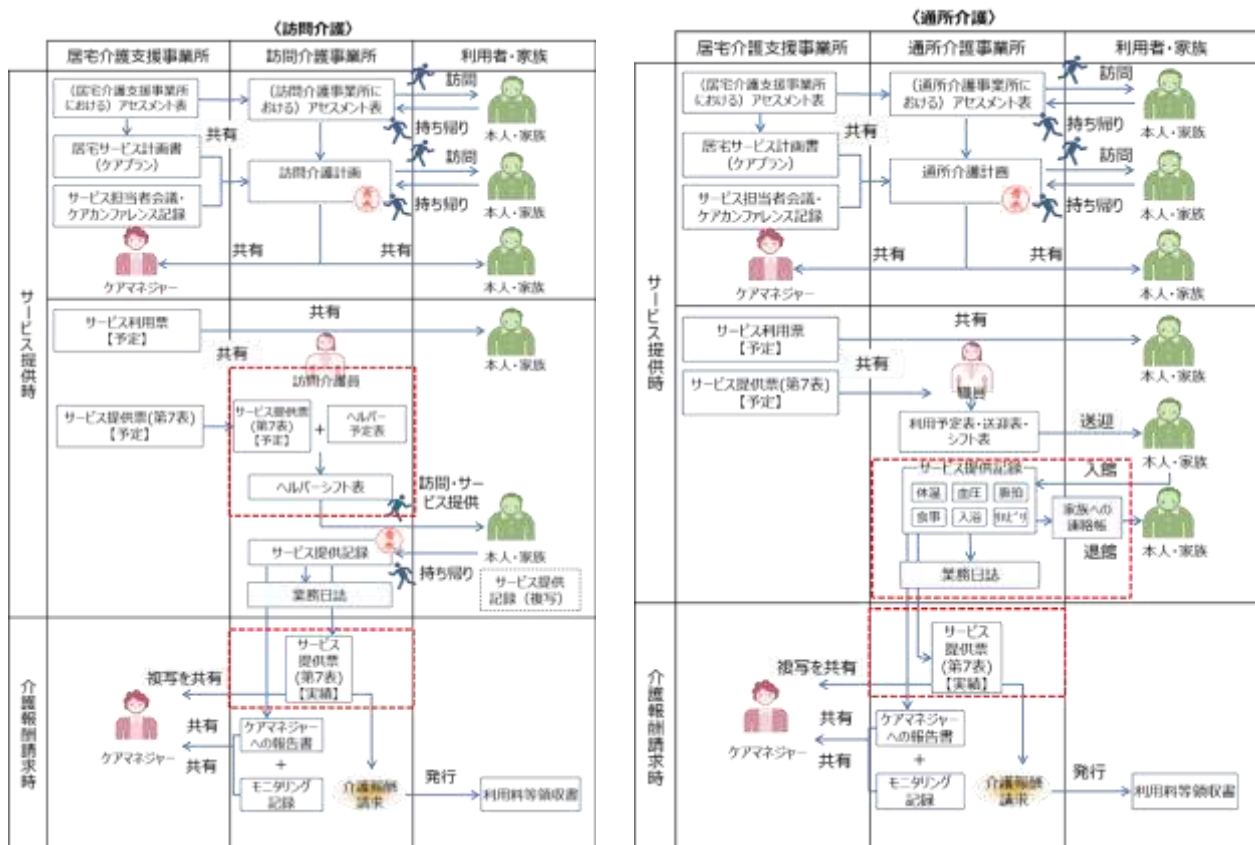 〈訪問介護〉
居宅介護支援事業所
訪問介護事業所
利用者・家族
サービス提供時
（居宅介護支援事業所
における）アセスメント表
（訪問介護事業所に
おける）アセスメント表
訪問
本人・家族
持ち帰り
共有
居宅サービス計画書
（ケアプラン）
訪問介護計画
訪問
本人・家族
持ち帰り
サービス担当者会議・
ケアカンファレンス記録
共有
共有
ケアマネジャー
本人・家族
サービス利用票
【予定】
共有
本人・家族
共有
訪問介護員
サービス提供票(第7表)
【予定】
サービス提供票
(第7表)
【予定】
+
ヘルパー
予定表
ヘルパーシフト表
訪問・サー
ビス提供
本人・家族
サービス提供記録
持ち帰り
サービス提供
記録（複写）
業務日誌
介護報酬請求時
サービス
提供票
(第7表)
【実績】
複写を共有
ケアマネジャー
共有
共有
ケアマネジャー
への報告書
+
モニタリング
記録
介護報酬
請求
発行
利用料等領収書
〈通所介護〉
居宅介護支援事業所
通所介護事業所
利用者・家族
サービス提供時
（居宅介護支援事業所
における）アセスメント表
（通所介護事業所に
おける）アセスメント表
訪問
本人・家族
持ち帰り
共有
居宅サービス計画書
（ケアプラン）
通所介護計画
訪問
本人・家族
持ち帰り
サービス担当者会議・
ケアカンファレンス記録
共有
共有
ケアマネジャー
本人・家族
サービス利用票
【予定】
共有
本人・家族
共有
職員
サービス提供票(第7表)
【予定】
利用予定表・送迎表・
シフト表
送迎
本人・家族
サービス提供記録
入館
体温
血圧
脈拍
食事
入浴
ﾘﾊﾋﾞﾘ
家族への
連絡帳
退館
本人・家族
業務日誌
介護報酬請求時
サービス
提供票
(第7表)
【実績】
複写を共有
ケアマネジャー
共有
共有
ケアマネジャー
への報告書
+
モニタリング
記録
介護報酬
請求
発行
利用料等領収書